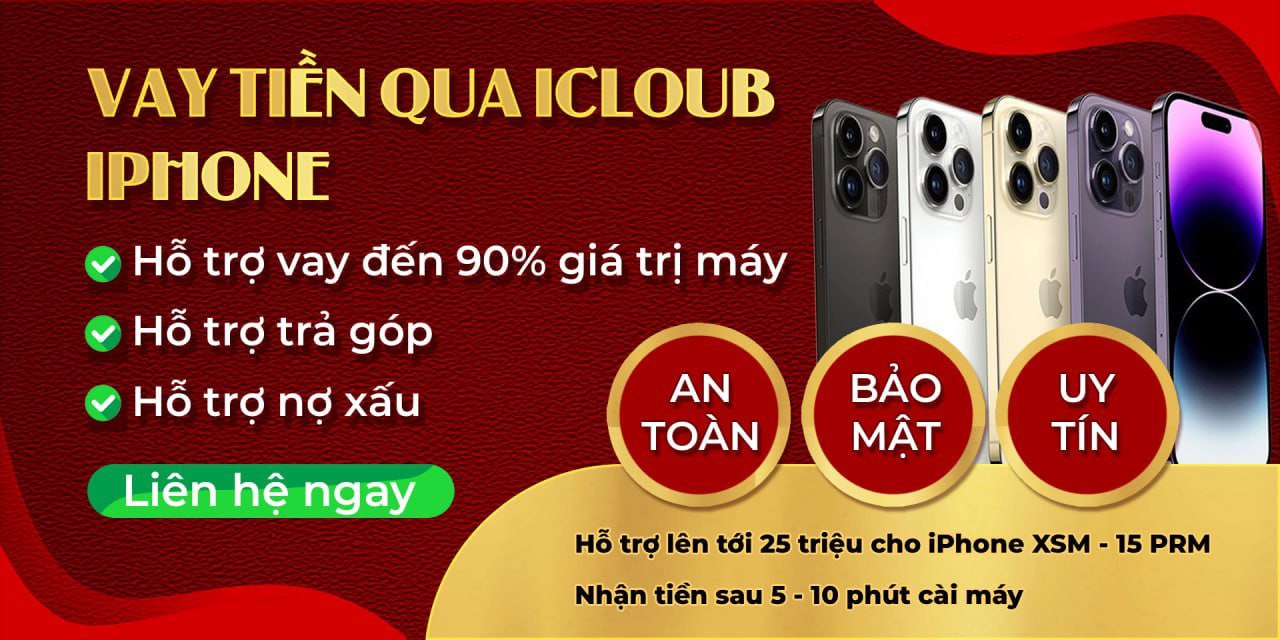 VAY TIỀN QUA ICLOUB
IPHONE
Hỗ trợ vay đến 90% giá trị máy
Hỗ trợ trả góp
Hỗ trợ nợ xấu
Liên hệ ngay
AN
TOÀN
BẢO
MẬT
UY
TÍN
Hỗ trợ lên tới 25 triệu cho iPhone XSM - 15 PRM
Nhận tiền sau 5 - 10 phút cài máy